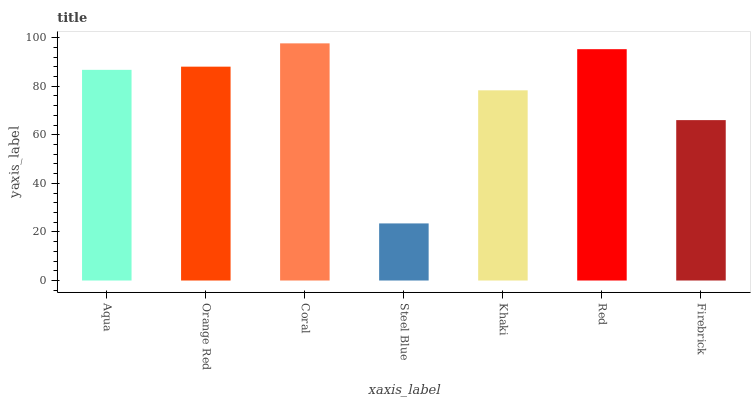 title
100
80
60
40
20
0
yaxis_label
Aqua
Orange Red
Coral
Steel Blue
Khaki
Red
Firebrick
xaxis_label